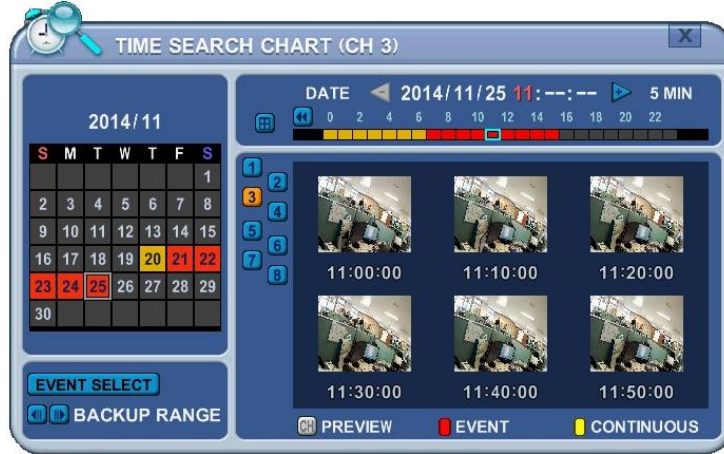 TIME SEARCH CHART (CH 3)
X
2014/11
S M T W T F S
1
2 3 4 5 6 7 8
9 10 11 12 13 14 15
16 17 18 19 20 21 22
23 24 25 26 27 28 29
30
EVENT SELECT
BACKUP RANGE
DATE 2014/11/25 11:--:-- 5 MIN
0 2 4 6 8 10 12 14 16 18 20 22
1
2
3
4
5
6
7
8
11:00:00 11:10:00 11:20:00
11:30:00 11:40:00 11:50:00
CH PREVIEW EVENT CONTINUOUS